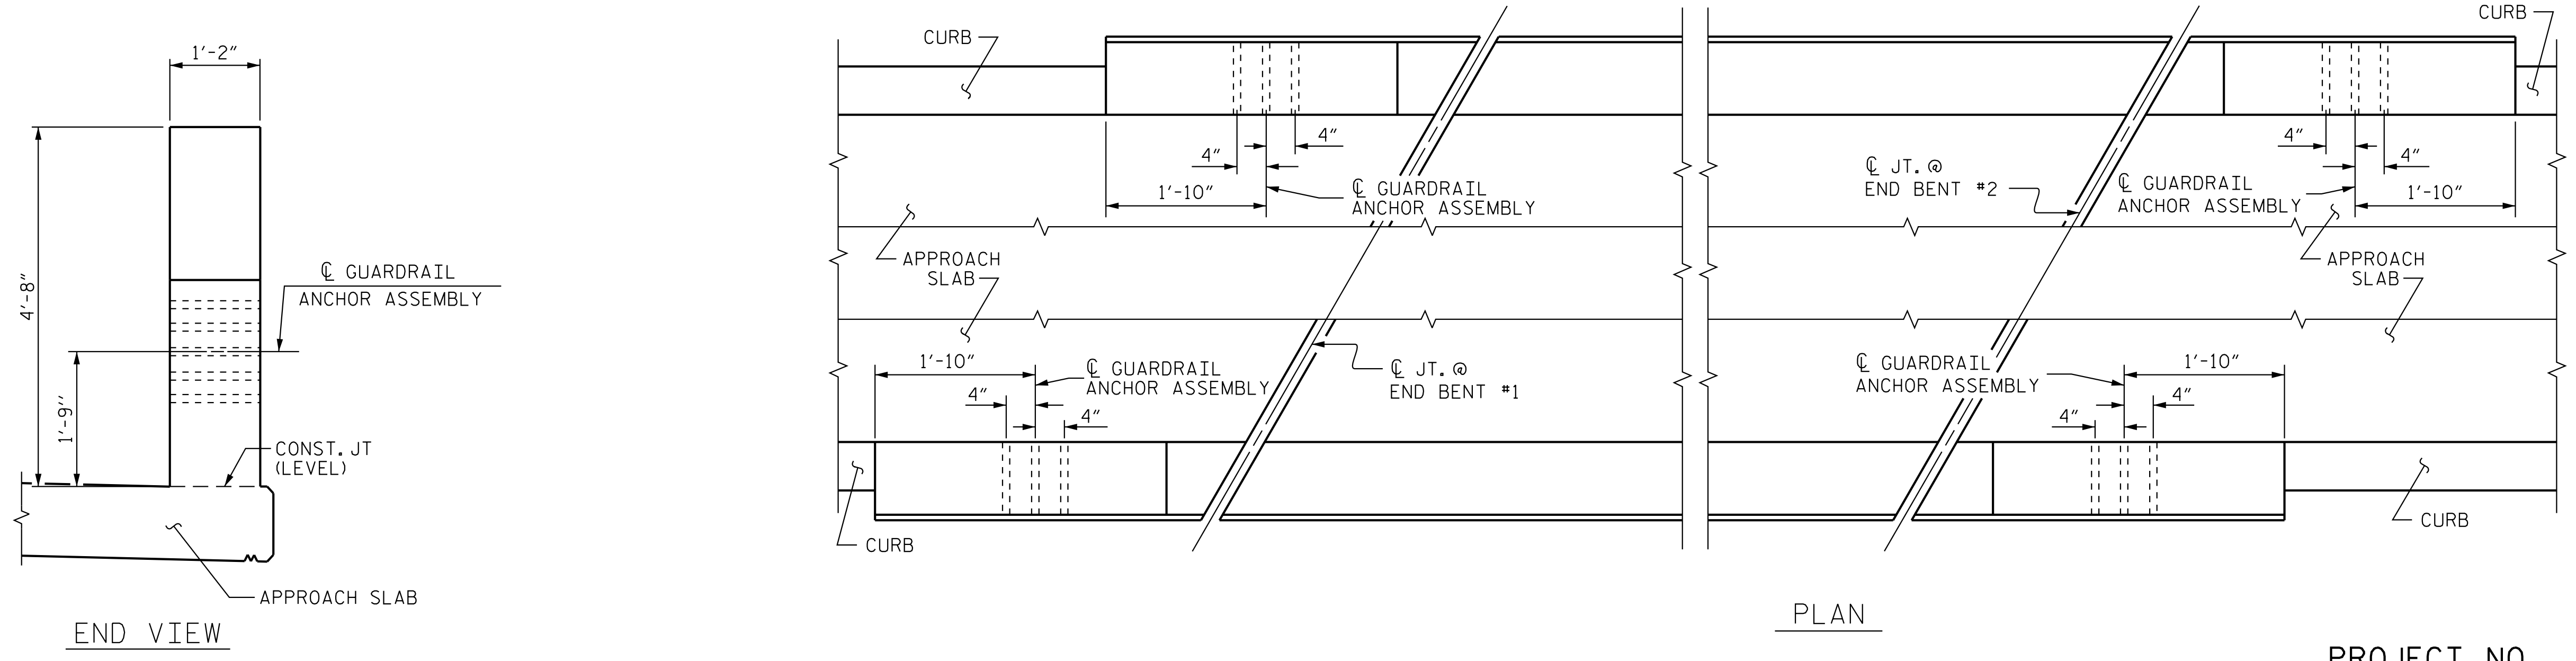 1'-2"
4'-8"
1'-9"
℄ GUARDRAIL
ANCHOR ASSEMBLY
CONST. JT
(LEVEL)
APPROACH SLAB
END VIEW
CURB
4"
4"
1'-10"
℄ GUARDRAIL
ANCHOR ASSEMBLY
APPROACH
SLAB
1'-10"
℄ GUARDRAIL
ANCHOR ASSEMBLY
4"
4"
℄ JT. @
END BENT #1
CURB
CURB
℄ JT. @
END BENT #2
4"
4"
℄ GUARDRAIL
ANCHOR ASSEMBLY
1'-10"
APPROACH
SLAB
℄ GUARDRAIL
ANCHOR ASSEMBLY
1'-10"
4"
4"
CURB
PLAN
PROJECT NO.